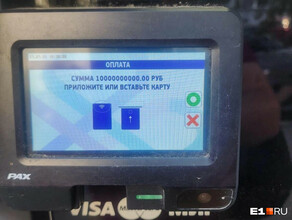 ОПЛАТА
СУММА 10000000000.00 РУБ
ПРИЛОЖИТЕ ИЛИ ВСТАВЬТЕ КАРТУ
PAX
VISA
E1.RU